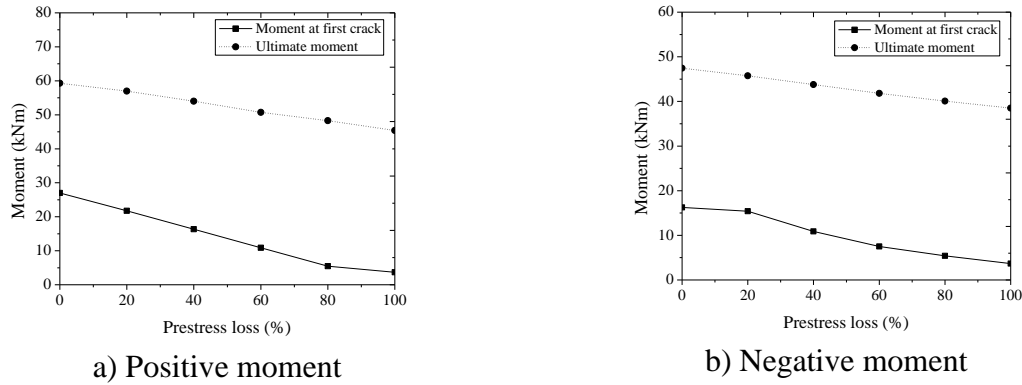 80
70
60
50
40
30
20
10
0
Moment (kNm)
Moment at first crack
Ultimate moment
0 20 40 60 80 100
Prestress loss (%)
a) Positive moment
60
50
40
30
20
10
0
Moment (kNm)
Moment at first crack
Ultimate moment
0 20 40 60 80 100
Prestress loss (%)
b) Negative moment